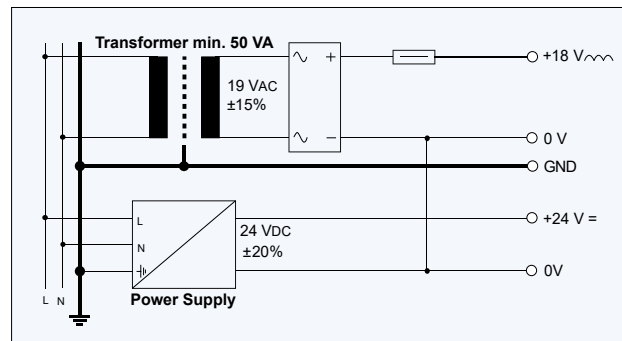 Transformer min. 50 VA
19 VAC
±15%
~ +
~ −
+18 V
0 V
GND
L
N
24 VDC
±20%
+24 V =
0V
L N
Power Supply